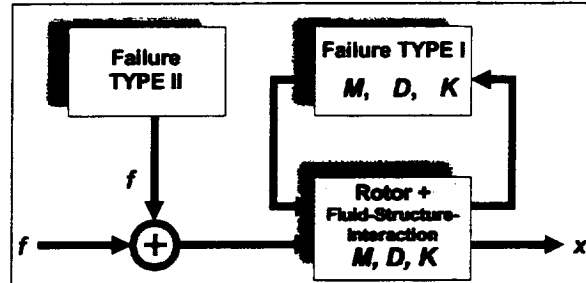 Failure
TYPE II
Failure TYPE I
M, D, K
f
Rotor +
Fluid-Structure-
Interaction
M, D, K
f
+
x